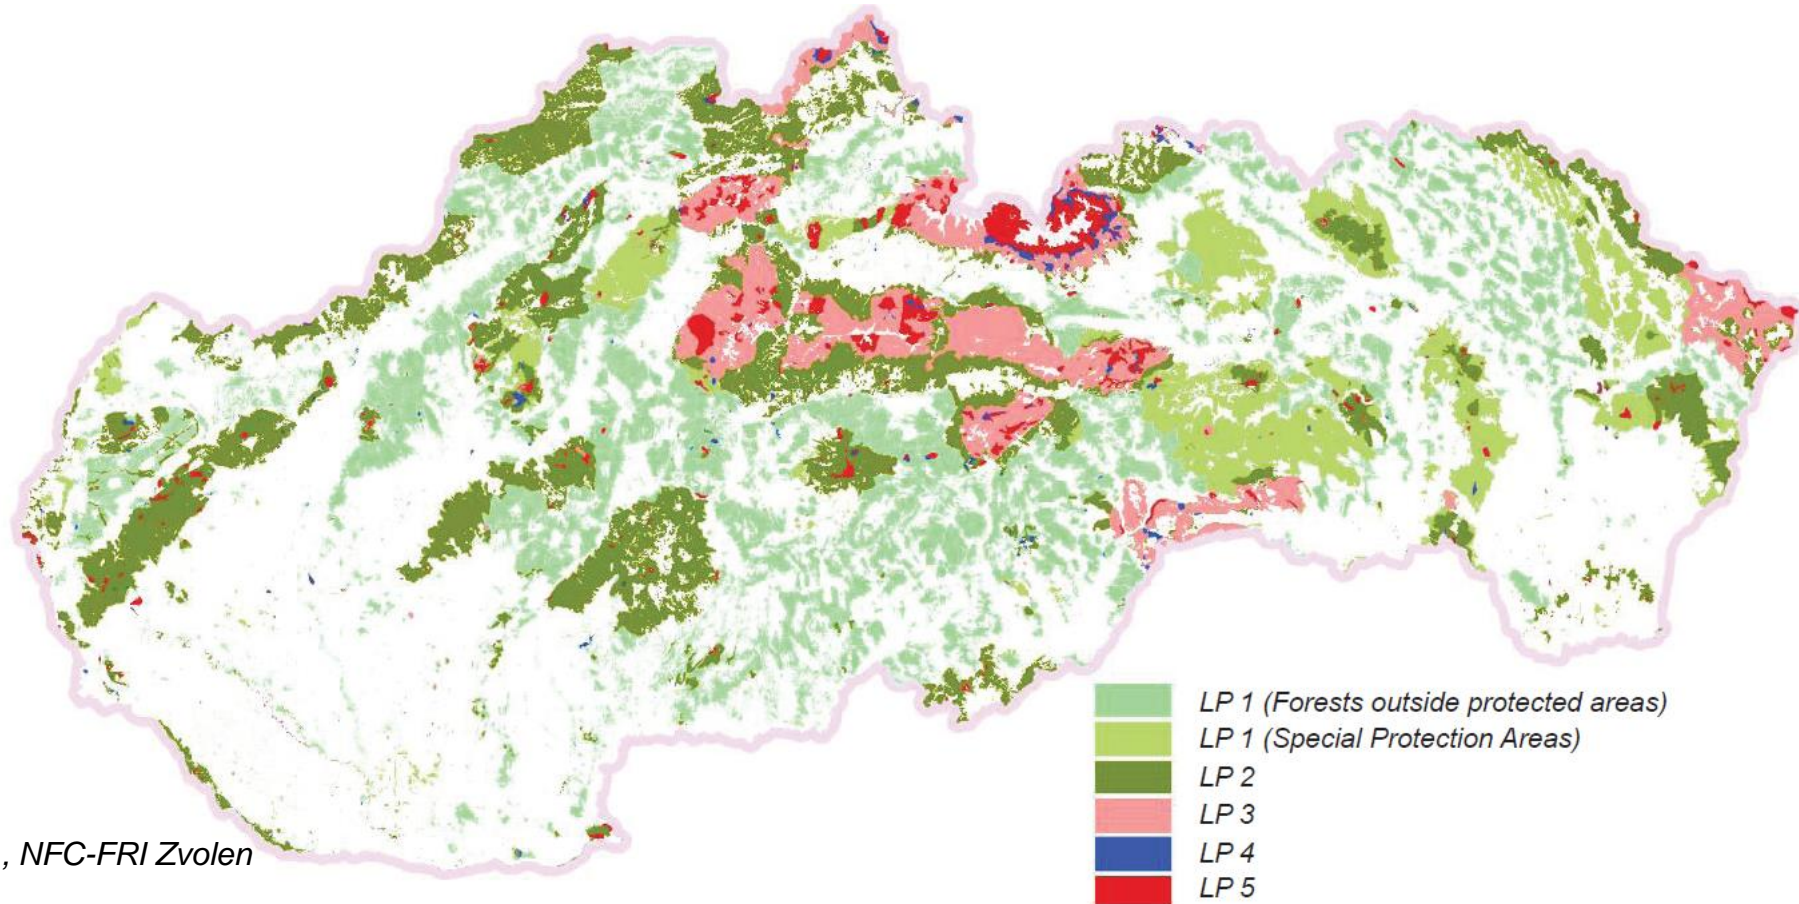 LP 1 (Forests outside protected areas)
LP 1 (Special Protection Areas)
LP 2
LP 3
LP 4
LP 5
, NFC-FRI Zvolen